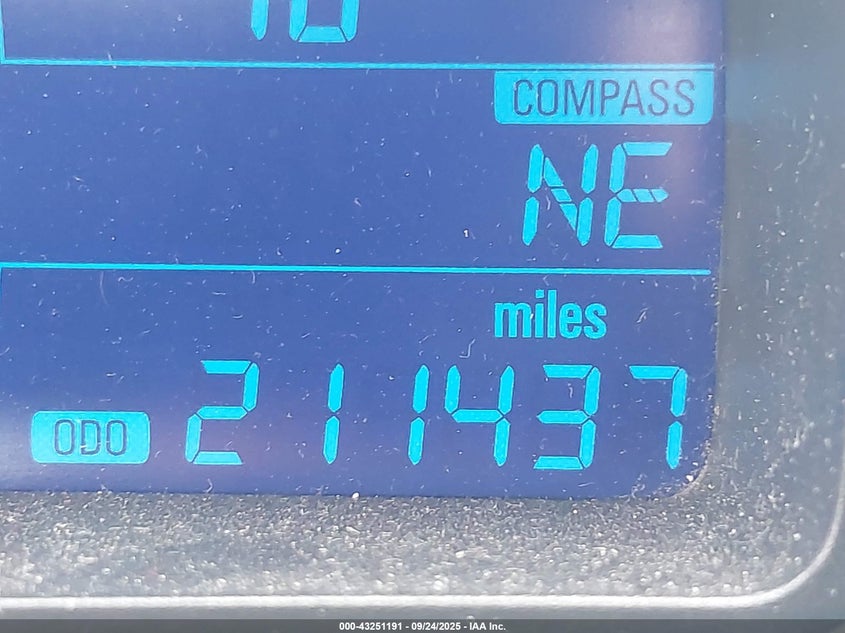 COMPASS
NE
miles
ODO 211437
000-43251191 - 09/24/2025 - IAA Inc.